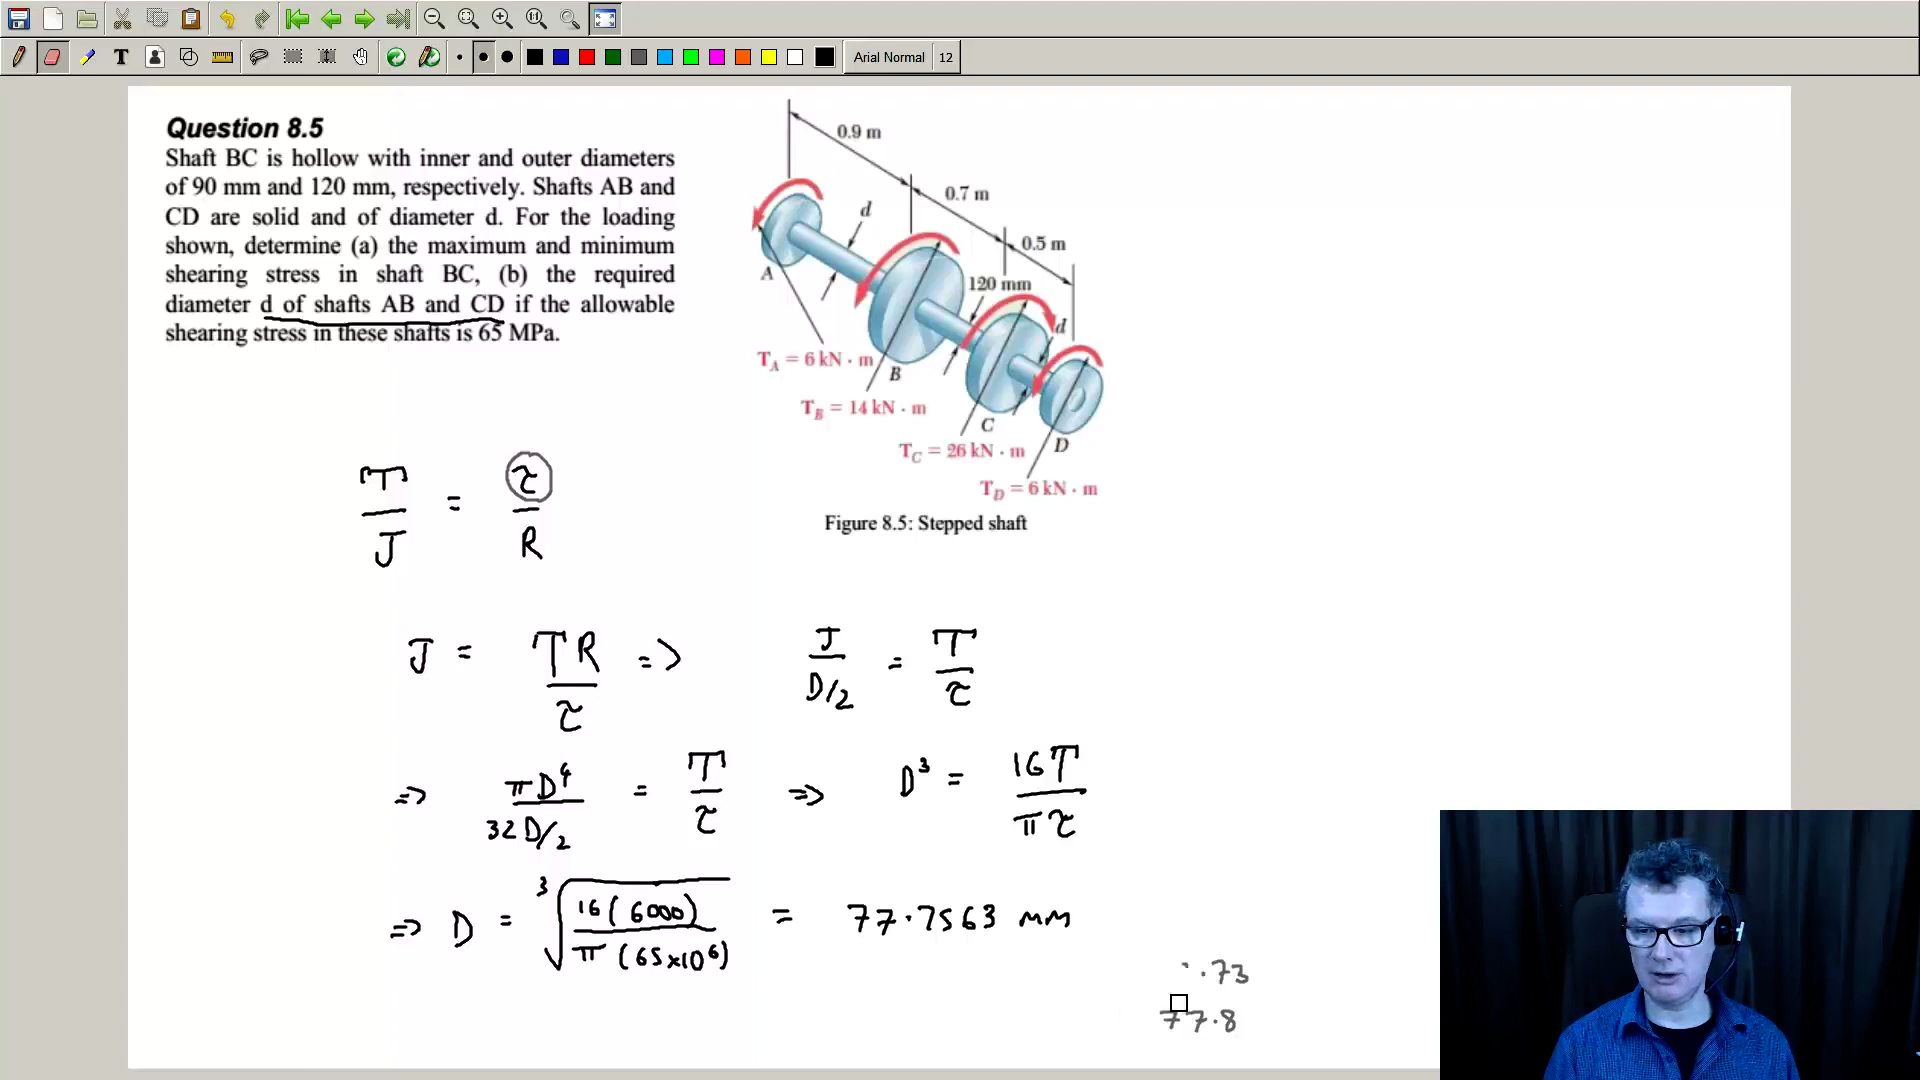 Arial Normal 12
Question 8.5
Shaft BC is hollow with inner and outer diameters
of 90 mm and 120 mm, respectively. Shafts AB and
CD are solid and of diameter d. For the loading
shown, determine (a) the maximum and minimum
shearing stress in shaft BC, (b) the required
diameter d of shafts AB and CD if the allowable
shearing stress in these shafts is 65 MPa.
0.9 m
0.7 m
0.5 m
d
A
120 mm
d
T_A = 6 kN · m
B
T_B = 14 kN · m
C
T_C = 26 kN · m
D
T_D = 6 kN · m
Figure 8.5: Stepped shaft
T/J = τ/R
J = TR/τ => J/(D/2) = T/τ
=> πD⁴/(32D/2) = T/τ => D³ = 16T/πτ
=> D = ³√(16(6000)/π(65×10⁶)) = 77.7563 mm
.73
77.8